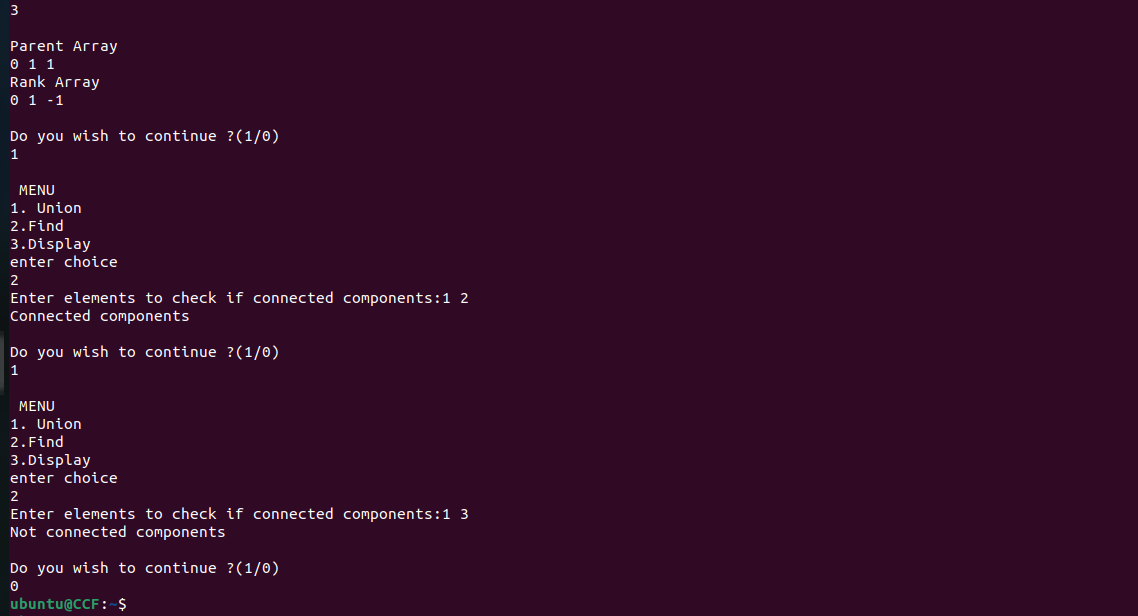 3
Parent Array
0 1 1
Rank Array
0 1 -1
Do you wish to continue ?(1/0)
1
MENU
1. Union
2.Find
3.Display
enter choice
2
Enter elements to check if connected components:1 2
Connected components
Do you wish to continue ?(1/0)
1
MENU
1. Union
2.Find
3.Display
enter choice
2
Enter elements to check if connected components:1 3
Not connected components
Do you wish to continue ?(1/0)
0
ubuntu@CCF:~$